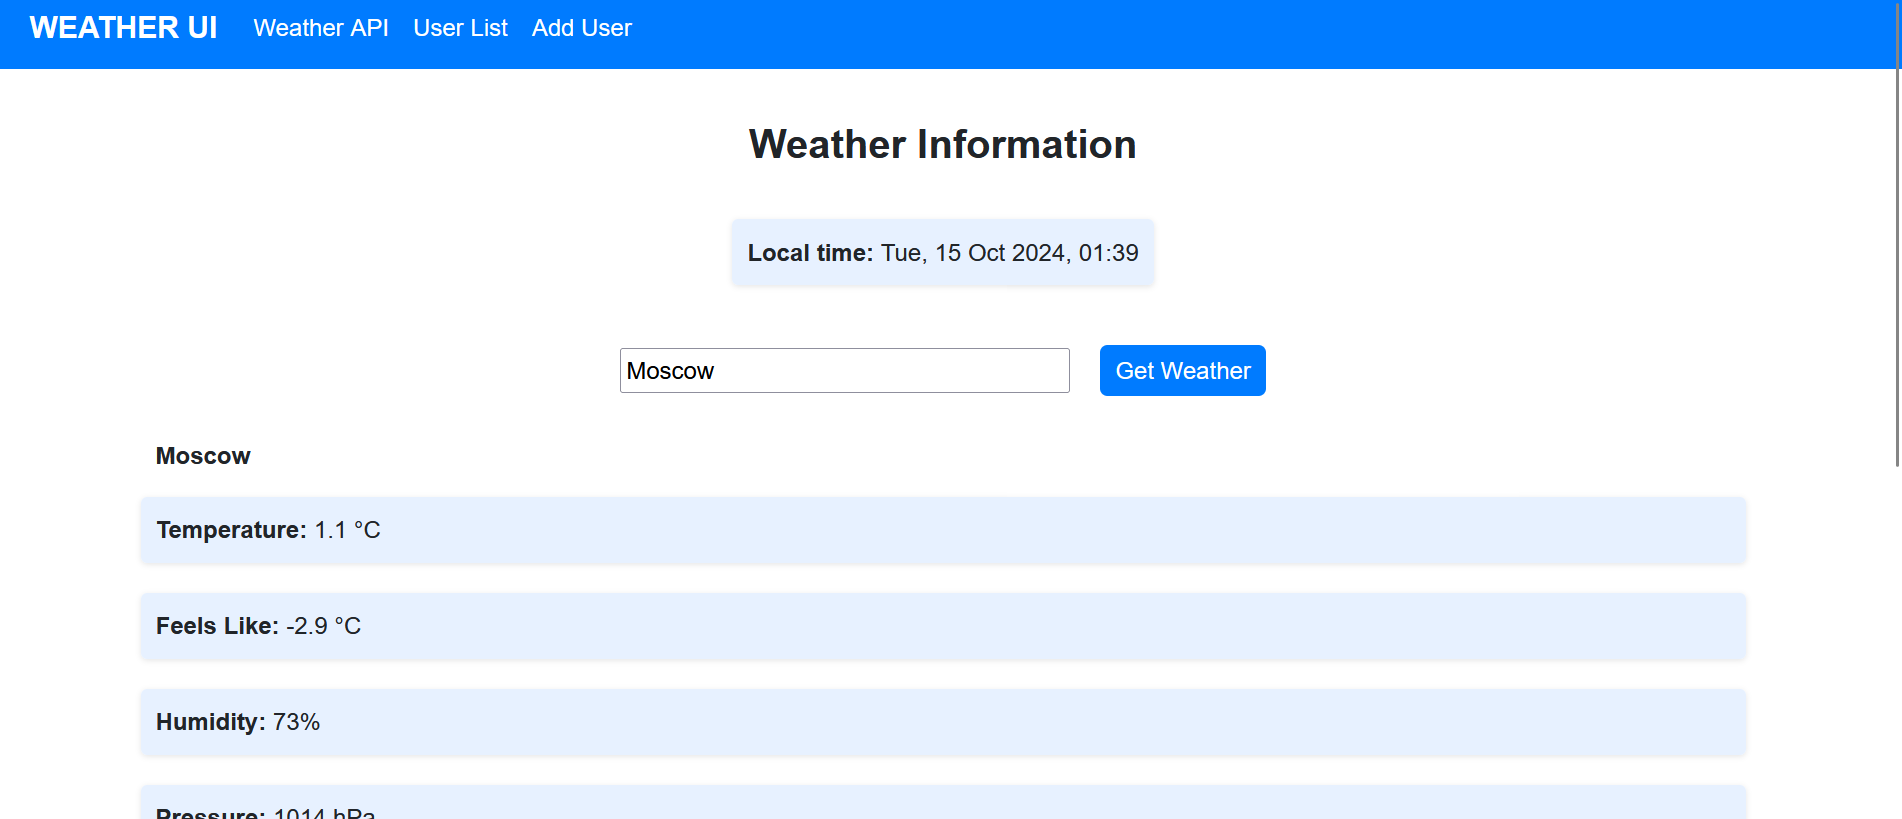 WEATHER UI Weather API User List Add User
Weather Information
Local time: Tue, 15 Oct 2024, 01:39
Moscow Get Weather
Moscow
Temperature: 1.1 °C
Feels Like: -2.9 °C
Humidity: 73%
Pressure: 1014 hPa